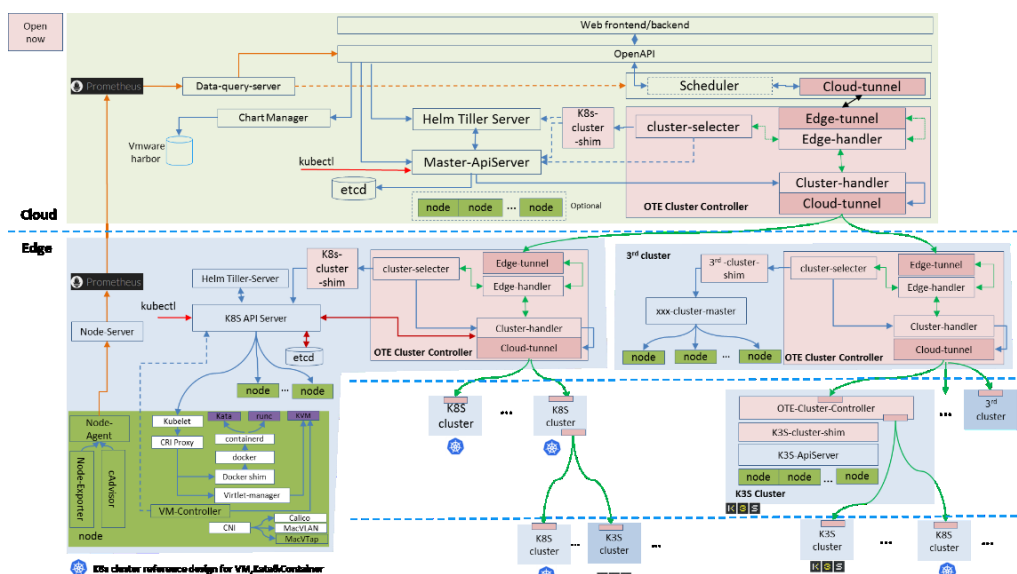 Open
now
Web frontend/backend
OpenAPI
Prometheus
Data-query-server
Scheduler
Cloud-tunnel
Chart Manager
Helm Tiller Server
K8s-
cluster
-shim
cluster-selecter
Edge-tunnel
Edge-handler
Vmware
harbor
kubectl
Master-ApiServer
etcd
Cluster-handler
Cloud-tunnel
node
node
...
node
Optional
OTE Cluster Controller
Cloud
Edge
K8s-
cluster
-shim
cluster-selecter
Edge-tunnel
Edge-handler
3rd cluster
3rd -cluster-
shim
cluster-selecter
Edge-tunnel
Edge-handler
Prometheus
Helm Tiller-Server
kubectl
K8S API Server
Node-Server
etcd
Cluster-handler
OTE Cluster Controller
Cloud-tunnel
xxx-cluster-master
node
node
...
node
Cluster-handler
OTE Cluster Controller
Cloud-tunnel
node
...
node
K8S
cluster
...
K8S
cluster
OTE-Cluster-Controller
K3S-cluster-shim
K3S-ApiServer
node
node
...
node
K3S Cluster
K3S
...
3rd
cluster
Node-
Agent
Kubelet
Kata
runc
KVM
CRI Proxy
containerd
docker
Docker shim
Virtlet-manager
Node-Exporter
cAdvisor
VM-Controller
CNI
Calico
MacVLAN
MacVTap
node
K8S
cluster
...
K3S
cluster
...
K3S
cluster
K3S
...
K8S
cluster
...
K8s cluster reference design for VM,Kata&Container